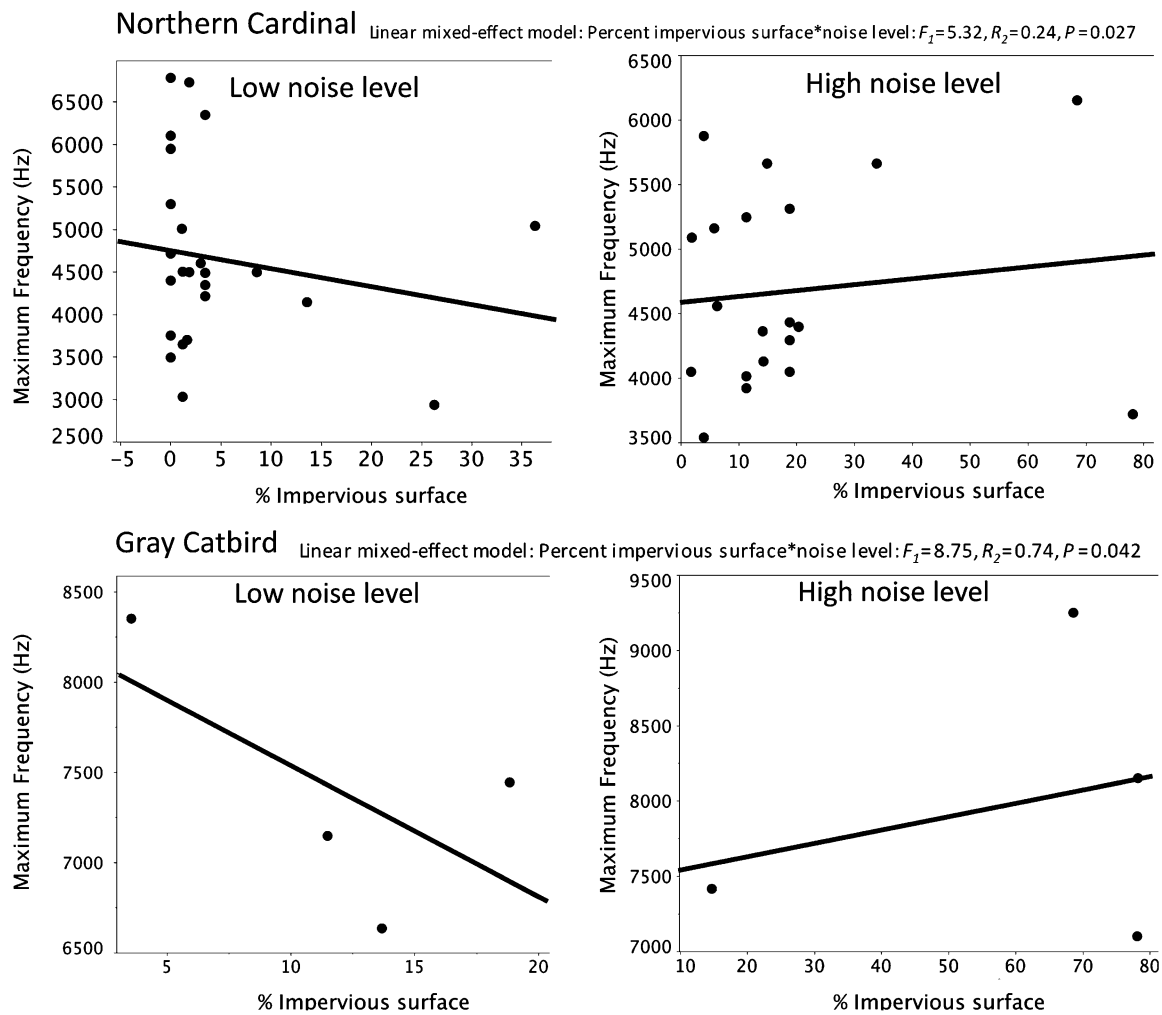 Northern Cardinal Linear mixed-effect model: Percent impervious surface*noise level: F1=5.32, R2=0.24, P=0.027
Low noise level
Maximum Frequency (Hz)
6500
6000
5500
5000
4500
4000
3500
3000
2500
−5 0 5 10 15 20 25 30 35
% Impervious surface
High noise level
Maximum Frequency (Hz)
6500
6000
5500
5000
4500
4000
3500
0 10 20 30 40 50 60 70 80
% Impervious surface
Gray Catbird Linear mixed-effect model: Percent impervious surface*noise level: F1=8.75, R2=0.74, P=0.042
Low noise level
Maximum Frequency (Hz)
8500
8000
7500
7000
6500
5 10 15 20
% Impervious surface
High noise level
Maximum Frequency (Hz)
9500
9000
8500
8000
7500
7000
10 20 30 40 50 60 70 80
% Impervious surface